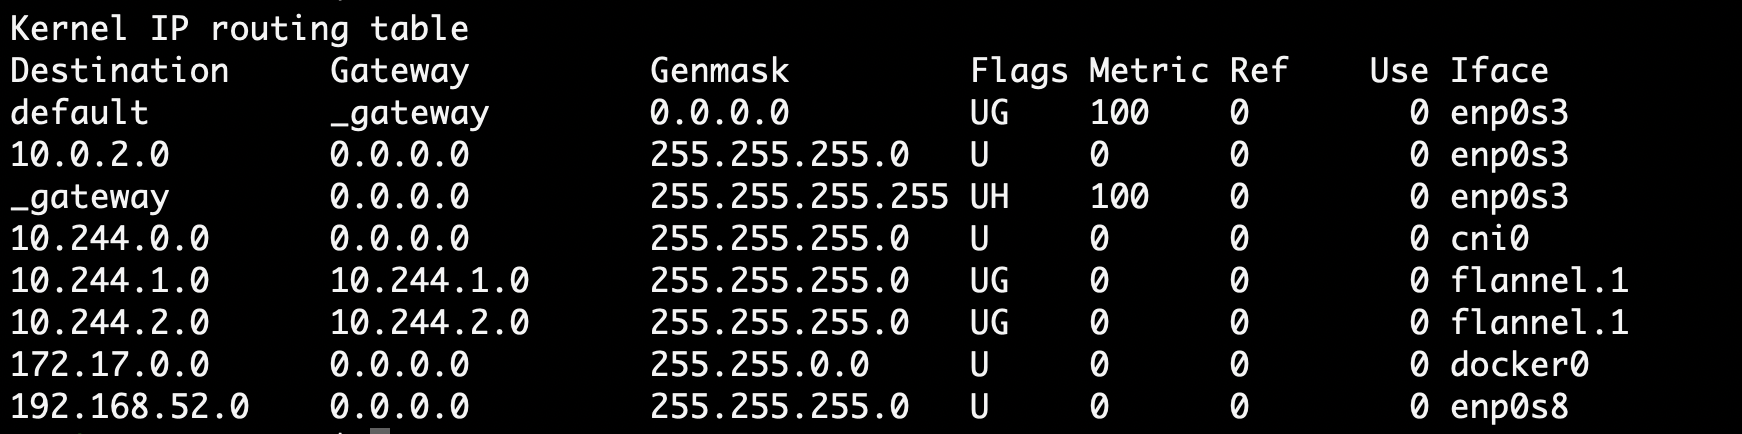 Kernel IP routing table
Destination     Gateway         Genmask         Flags Metric Ref    Use Iface
default         _gateway        0.0.0.0         UG    100    0        0 enp0s3
10.0.2.0        0.0.0.0         255.255.255.0   U     0      0        0 enp0s3
_gateway        0.0.0.0         255.255.255.255 UH    100    0        0 enp0s3
10.244.0.0      0.0.0.0         255.255.255.0   U     0      0        0 cni0
10.244.1.0      10.244.1.0      255.255.255.0   UG    0      0        0 flannel.1
10.244.2.0      10.244.2.0      255.255.255.0   UG    0      0        0 flannel.1
172.17.0.0      0.0.0.0         255.255.0.0     U     0      0        0 docker0
192.168.52.0    0.0.0.0         255.255.255.0   U     0      0        0 enp0s8